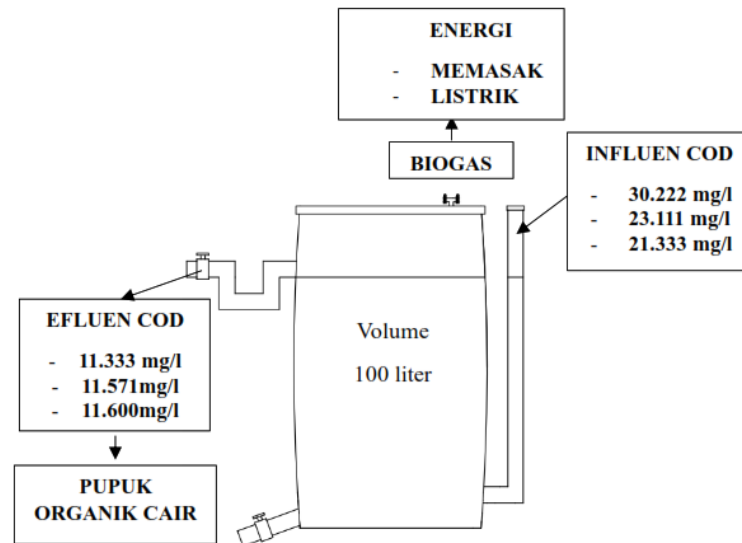 ENERGI
- MEMASAK
- LISTRIK
BIOGAS
INFLUEN COD
- 30.222 mg/l
- 23.111 mg/l
- 21.333 mg/l
EFLUEN COD
- 11.333 mg/l
- 11.571mg/l
- 11.600mg/l
Volume
100 liter
PUPUK
ORGANIK CAIR